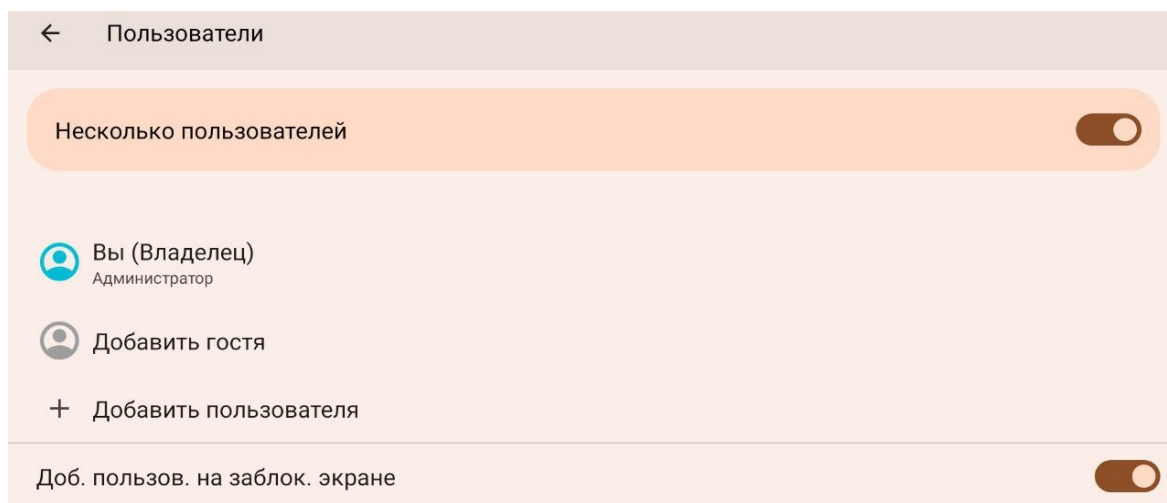 Пользователи
Несколько пользователей
Вы (Владелец)
Администратор
Добавить гостя
Добавить пользователя
Доб. пользов. на заблок. экране